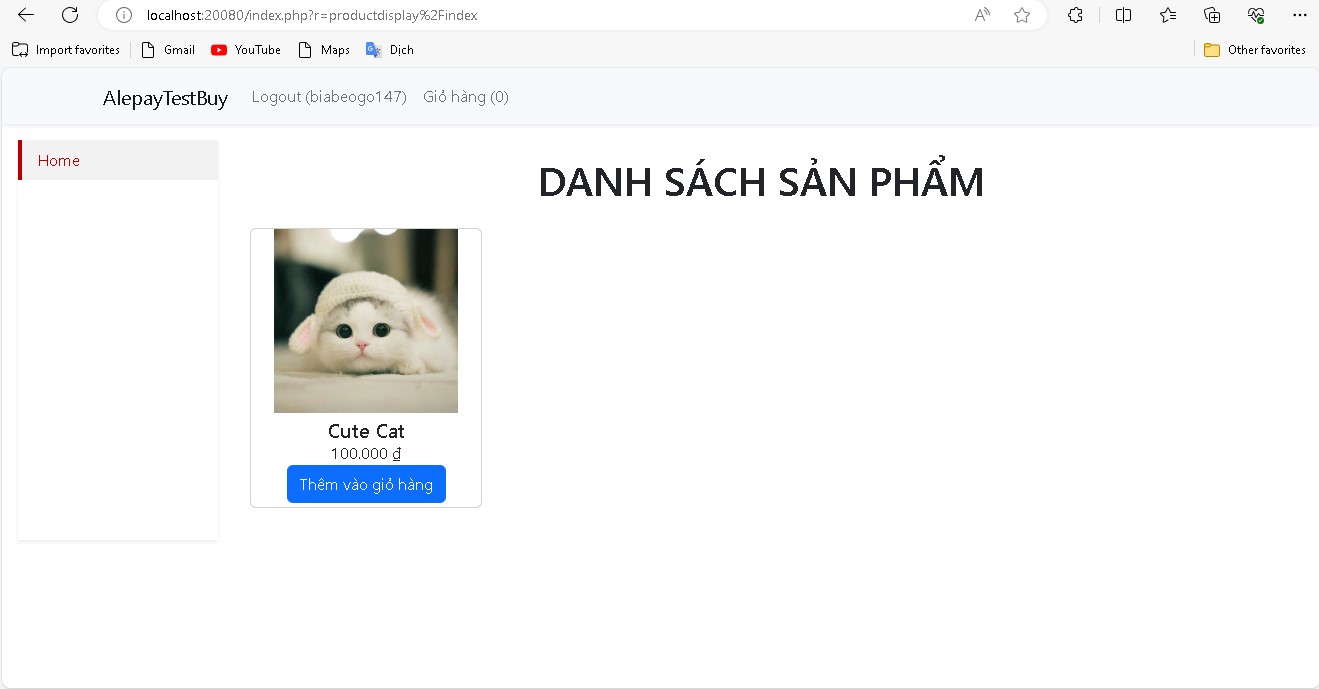 localhost:20080/index.php?r=productdisplay%2Findex
Import favorites Gmail YouTube Maps Dịch Other favorites
AlepayTestBuy Logout (biabeogo147) Giỏ hàng (0)
Home
DANH SÁCH SẢN PHẨM
Cute Cat
100.000 ₫
Thêm vào giỏ hàng